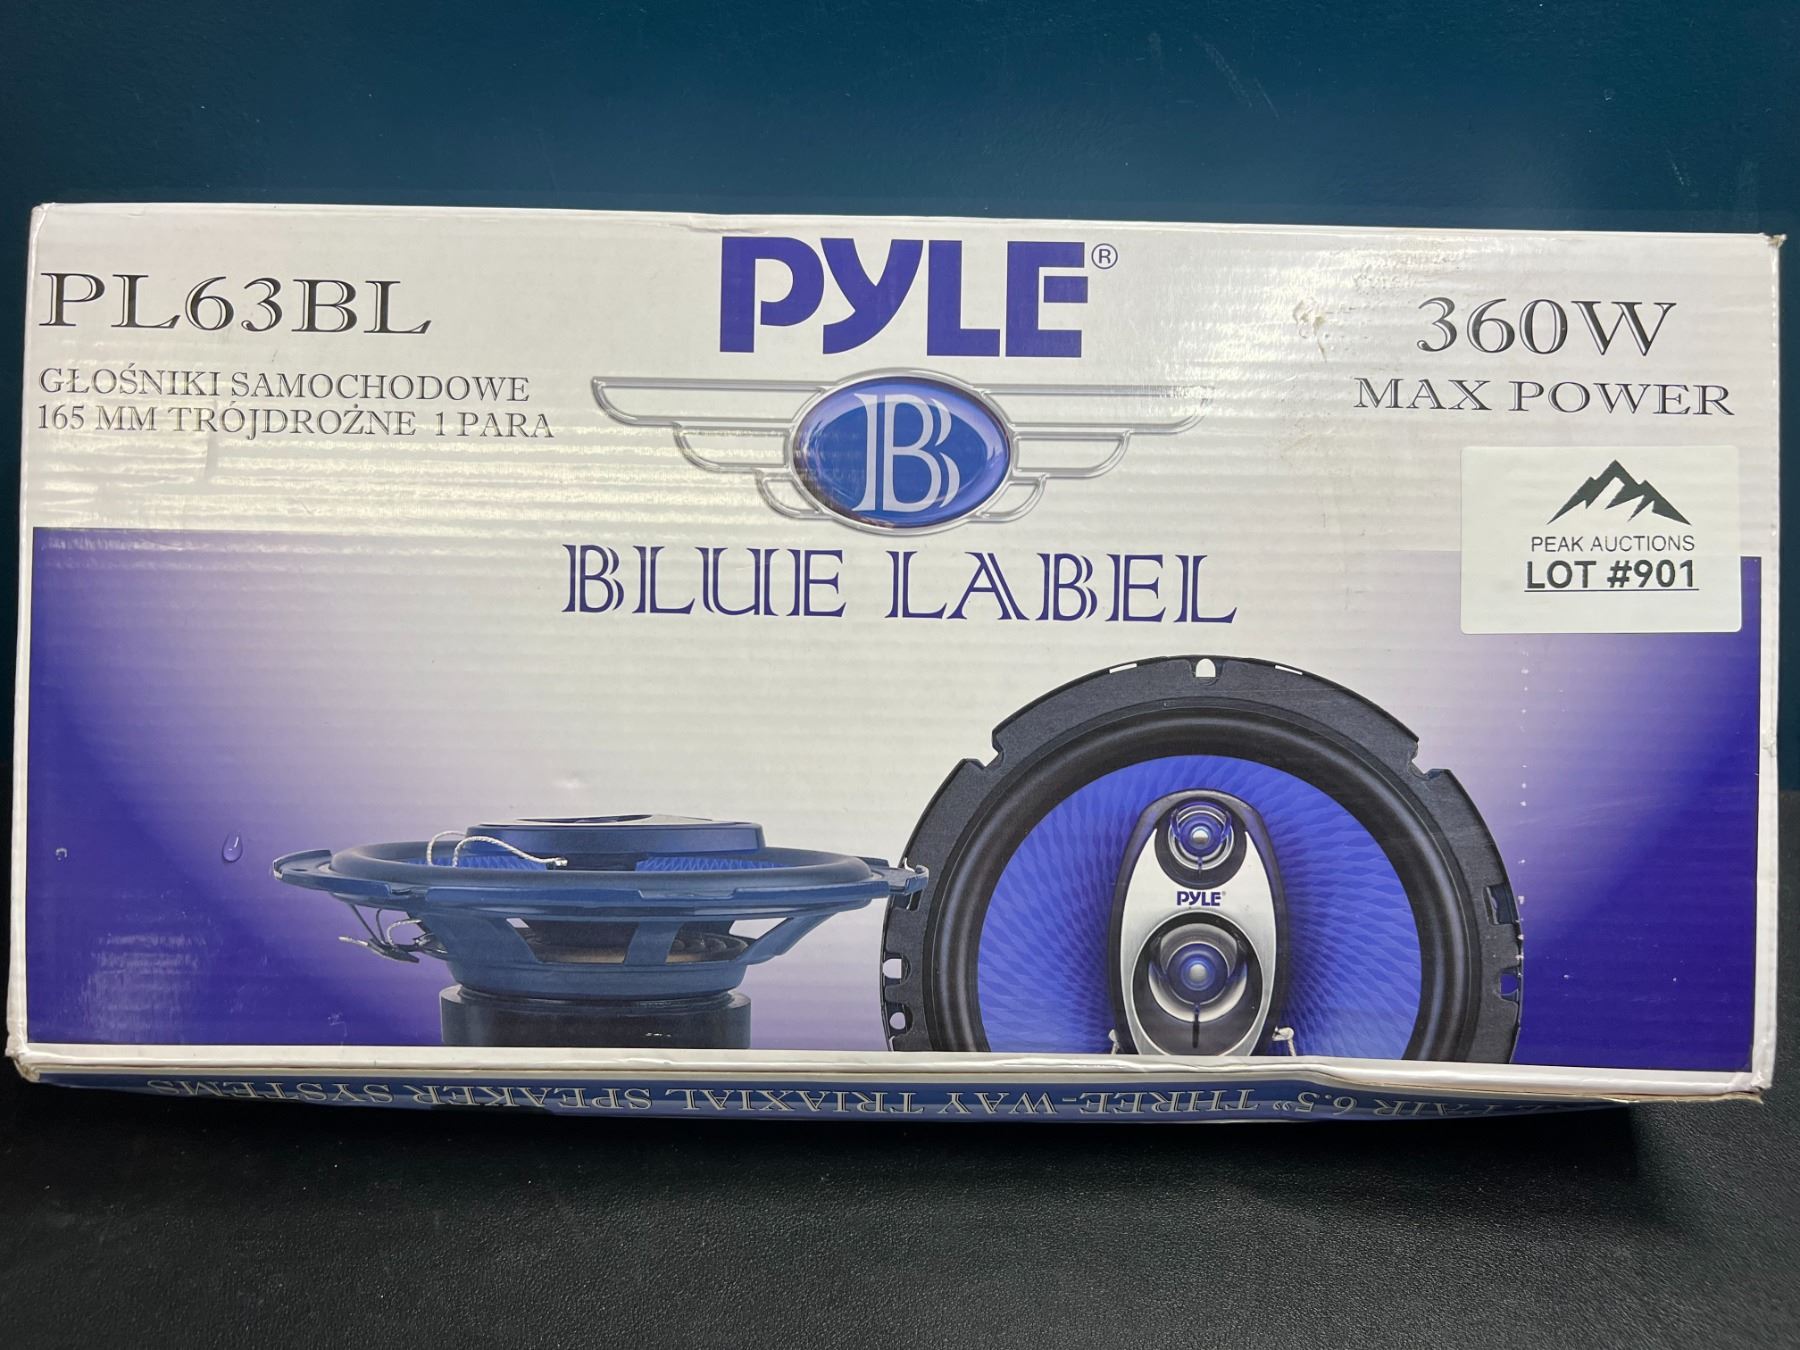 PYLE®
PL63BL
GŁOŚNIKI SAMOCHODOWE
165 MM TRÓJDROŻNE 1 PARA
360W
MAX POWER
B
BLUE LABEL
PEAK AUCTIONS
LOT #901
PYLE
PAIR 6.5" THREE-WAY TRIAXIAL SPEAKER SYSTEMS